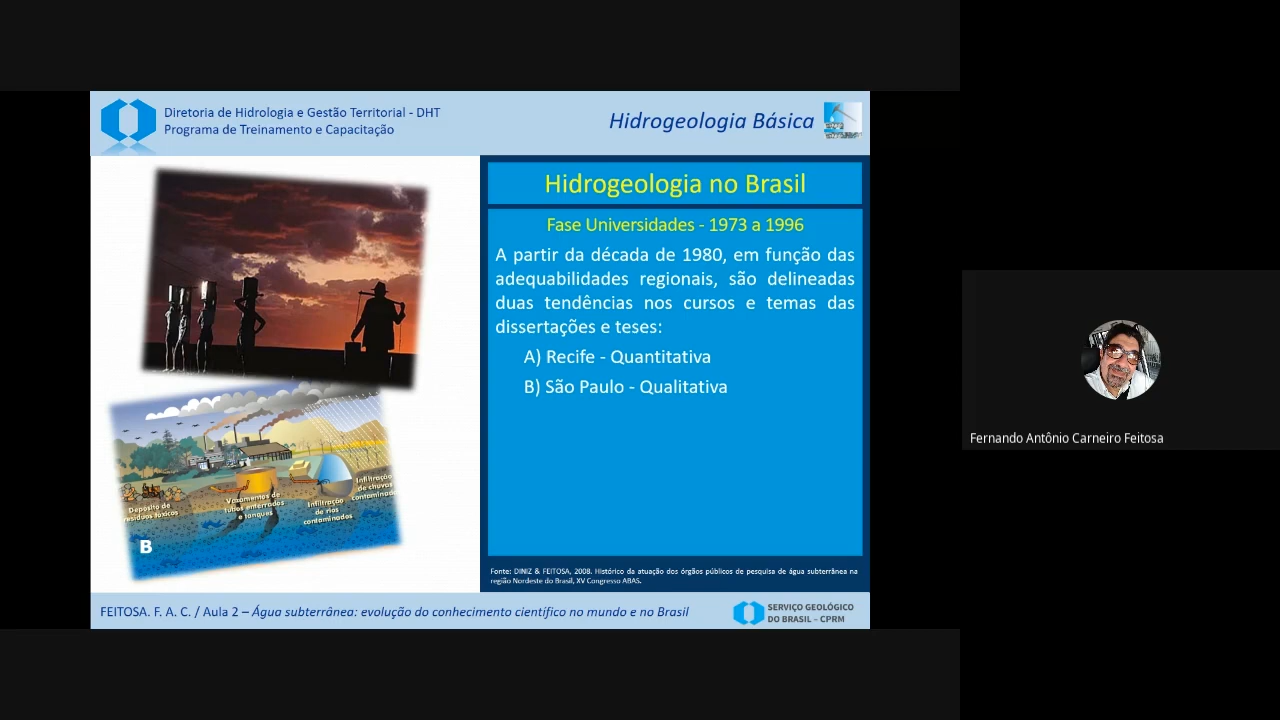 Diretoria de Hidrologia e Gestão Territorial - DHT
Programa de Treinamento e Capacitação
Hidrogeologia Básica
Hidrogeologia no Brasil
Fase Universidades - 1973 a 1996
A partir da década de 1980, em função das
adequabilidades regionais, são delineadas
duas tendências nos cursos e temas das
dissertações e teses:
A) Recife - Quantitativa
B) São Paulo - Qualitativa
Depósito de
resíduos tóxicos
Vazamentos de
tubos enterrados
e tanques
Infiltração
de rios
contaminados
Infiltração
de chuvas
contaminadas
B
Fonte: DINIZ & FEITOSA, 2008. Histórico da atuação dos órgãos públicos de pesquisa de água subterrânea na
região Nordeste do Brasil, XV Congresso ABAS.
FEITOSA. F. A. C. / Aula 2 – Água subterrânea: evolução do conhecimento científico no mundo e no Brasil
SERVIÇO GEOLÓGICO
DO BRASIL – CPRM
Fernando Antônio Carneiro Feitosa